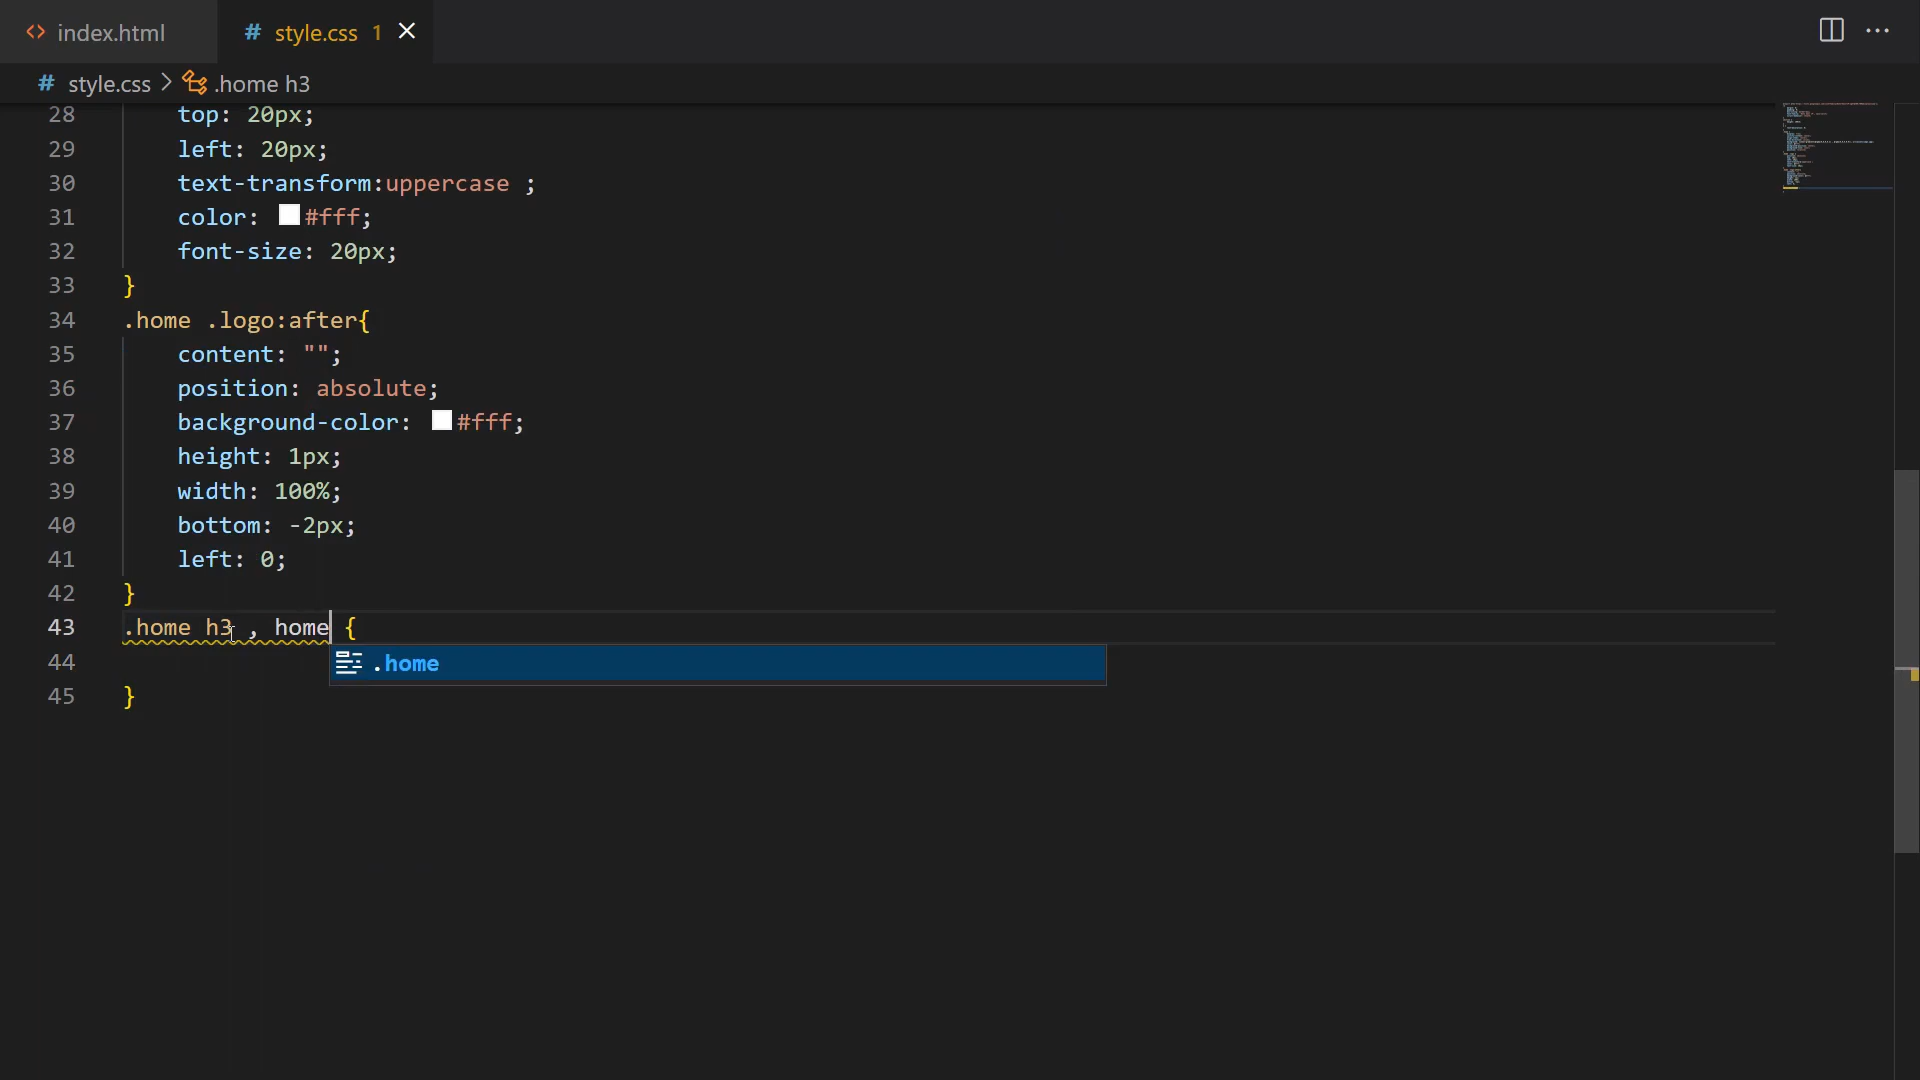 <> index.html # style.css 1 ×
# style.css > .home h3
28 top: 20px;
29 left: 20px;
30 text-transform:uppercase ;
31 color: #fff;
32 font-size: 20px;
33 }
34 .home .logo:after{
35 content: "";
36 position: absolute;
37 background-color: #fff;
38 height: 1px;
39 width: 100%;
40 bottom: -2px;
41 left: 0;
42 }
43 .home h3 , home {
.home
44
45 }